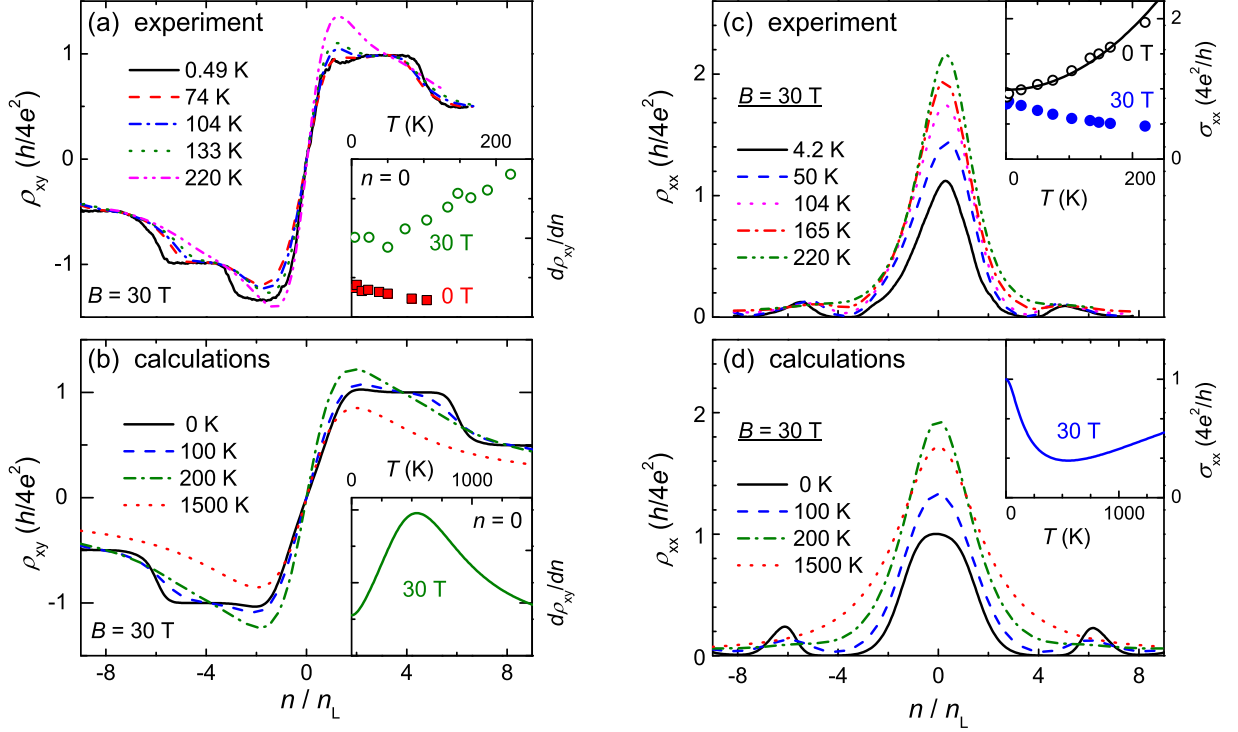 (a) experiment
ρxy (h/4e²)
1
0
-1
0.49 K
74 K
104 K
133 K
220 K
B = 30 T
T (K)
0
200
n = 0
30 T
0 T
dρxy/dn
(b) calculations
ρxy (h/4e²)
1
0
-1
0 K
100 K
200 K
1500 K
B = 30 T
T (K)
0
1000
n = 0
30 T
dρxy/dn
-8
-4
0
4
8
n / nL
(c) experiment
ρxx (h/4e²)
2
1
0
B = 30 T
4.2 K
50 K
104 K
165 K
220 K
0 T
30 T
2
1
0
σxx (4e²/h)
0
200
T (K)
(d) calculations
ρxx (h/4e²)
2
1
0
B = 30 T
0 K
100 K
200 K
1500 K
30 T
1
0
σxx (4e²/h)
0
1000
T (K)
-8
-4
0
4
8
n / nL